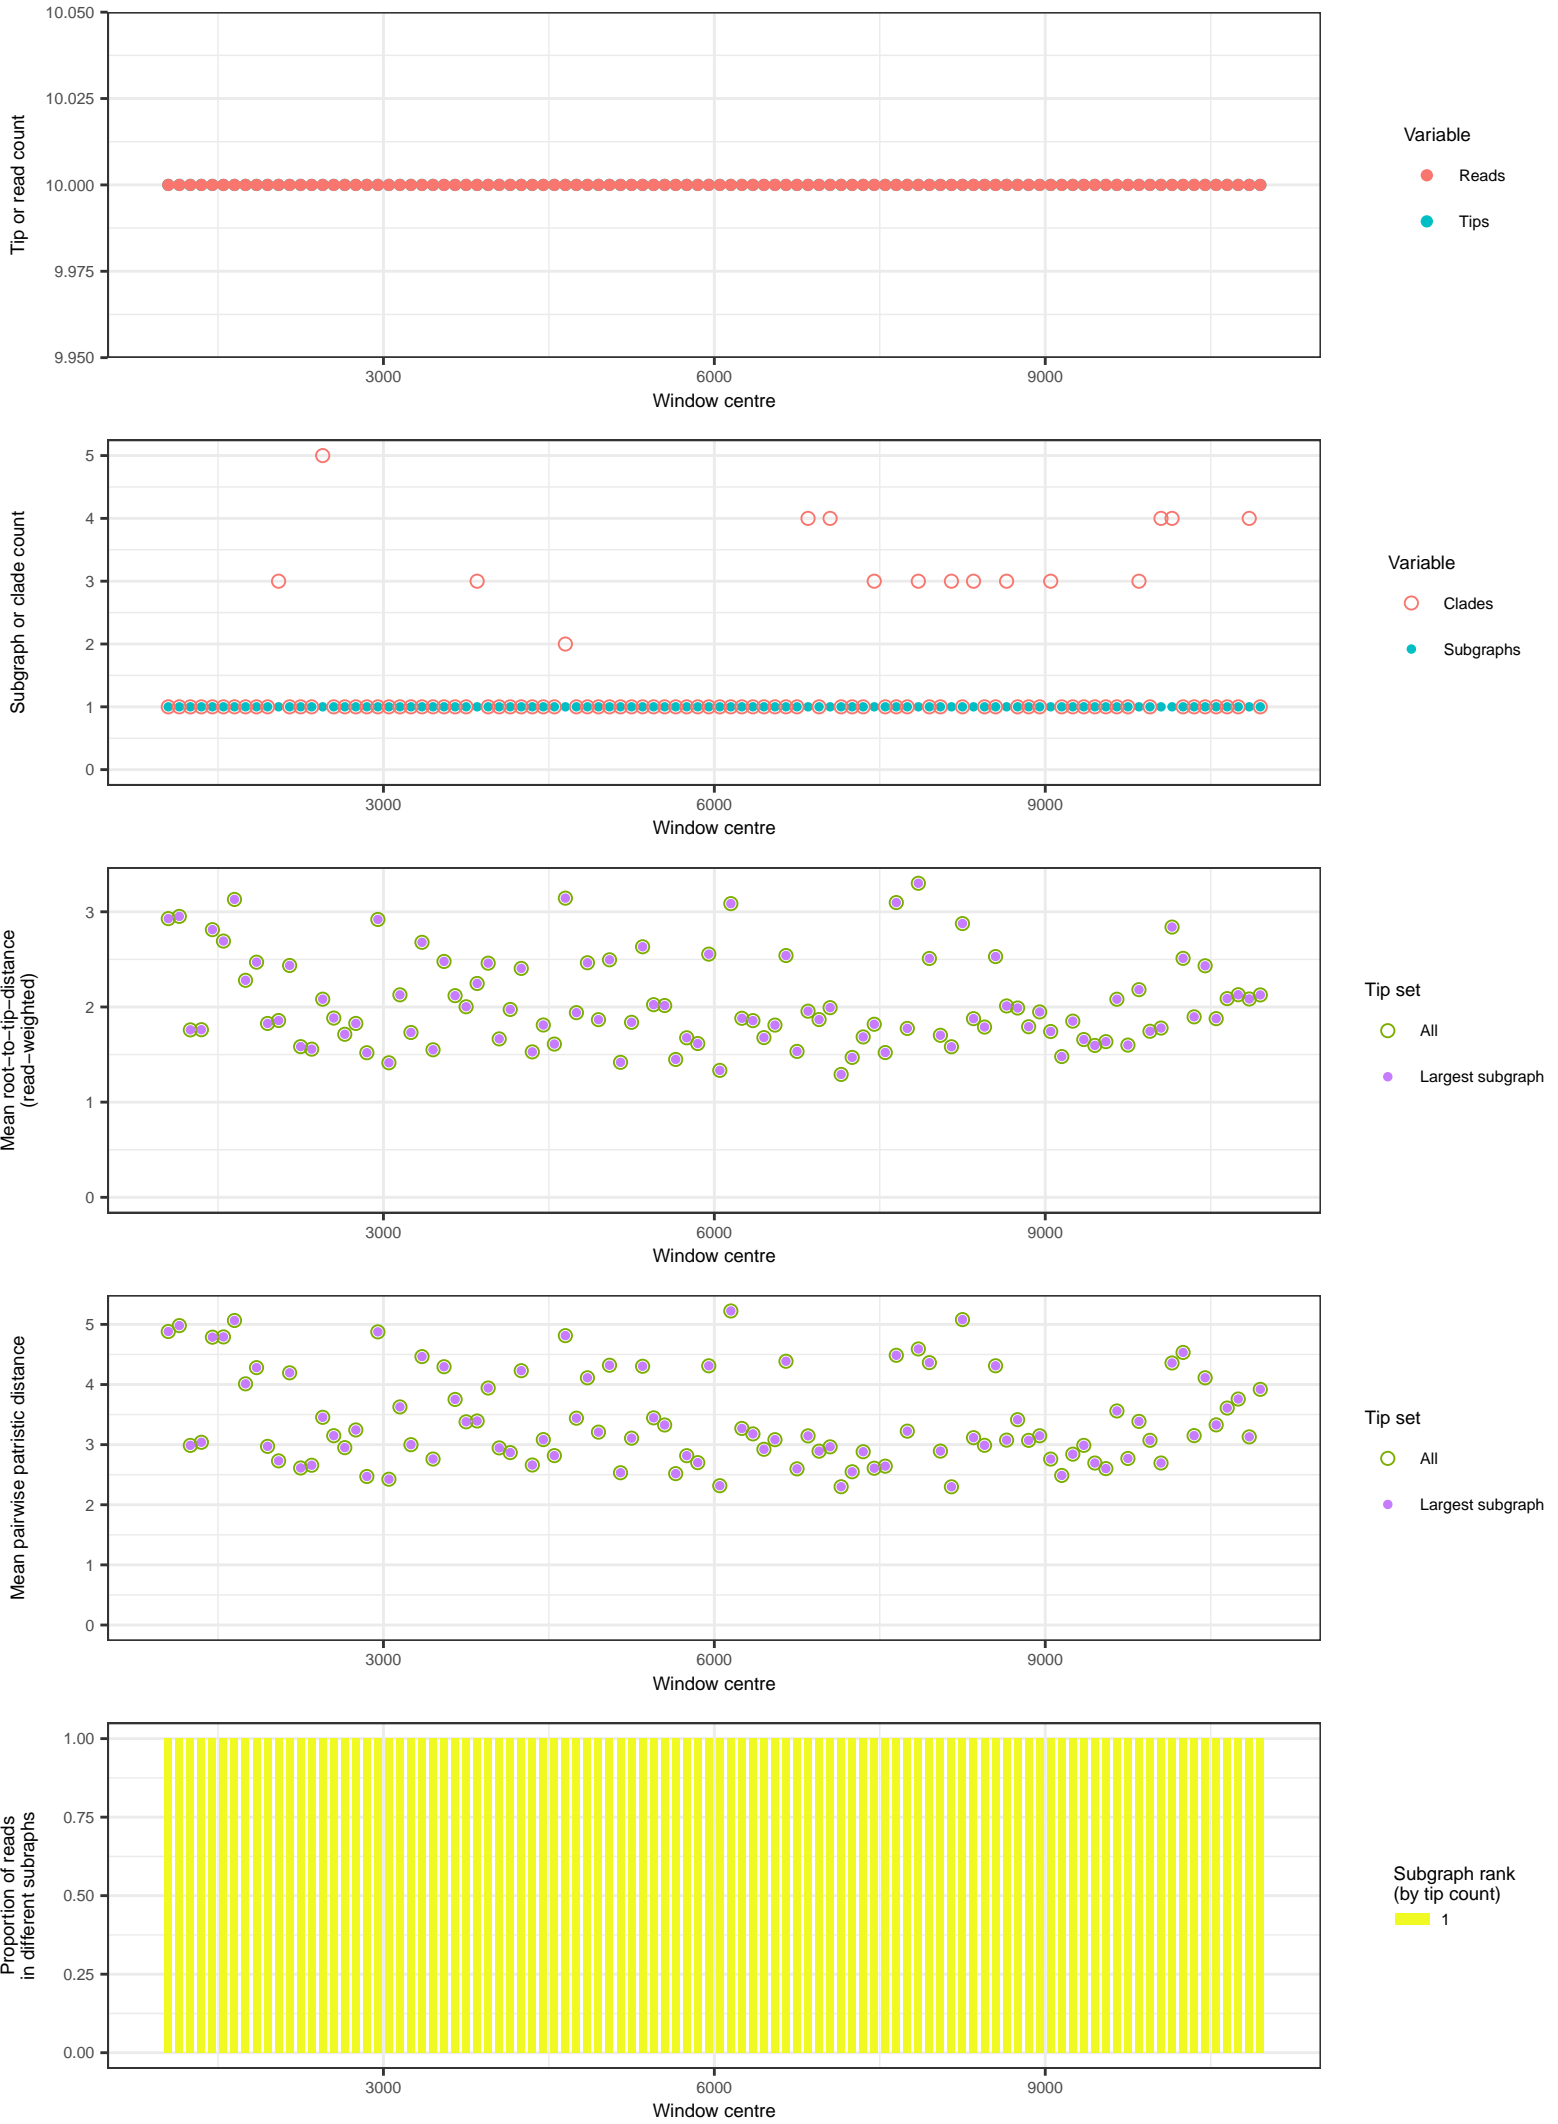 10.050
10.025
10.000
9.975
9.950
Tip or read count
3000 6000 9000
Window centre
Variable
Reads
Tips
5
4
3
2
1
0
Subgraph or clade count
3000 6000 9000
Window centre
Variable
Clades
Subgraphs
3
2
1
0
Mean root−to−tip−distance
(read−weighted)
3000 6000 9000
Window centre
Tip set
All
Largest subgraph
5
4
3
2
1
0
Mean pairwise patristic distance
3000 6000 9000
Window centre
Tip set
All
Largest subgraph
1.00
0.75
0.50
0.25
0.00
Proportion of reads
in different subraphs
3000 6000 9000
Window centre
Subgraph rank
(by tip count)
1